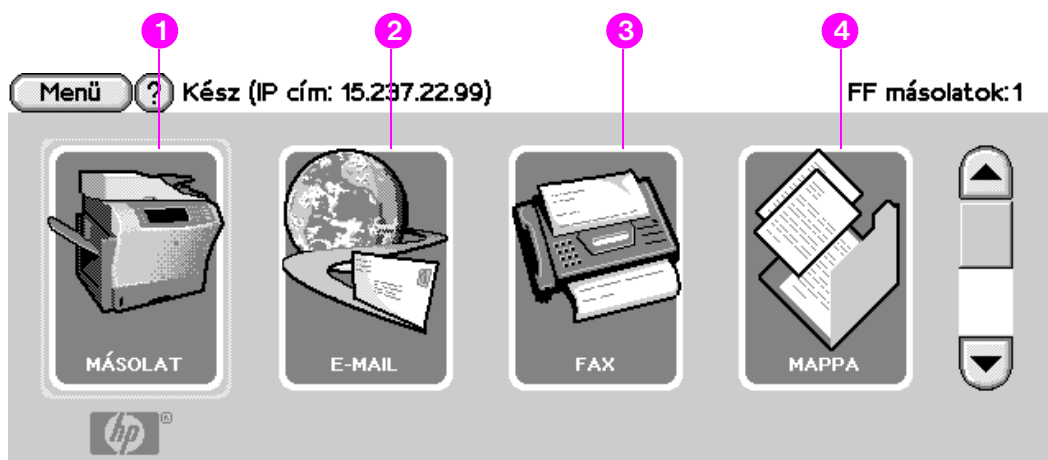 1 2 3 4
Menü ? Kész (IP cím: 15.237.22.99) FF másolatok:1
MÁSOLAT E-MAIL FAX MAPPA
hp®